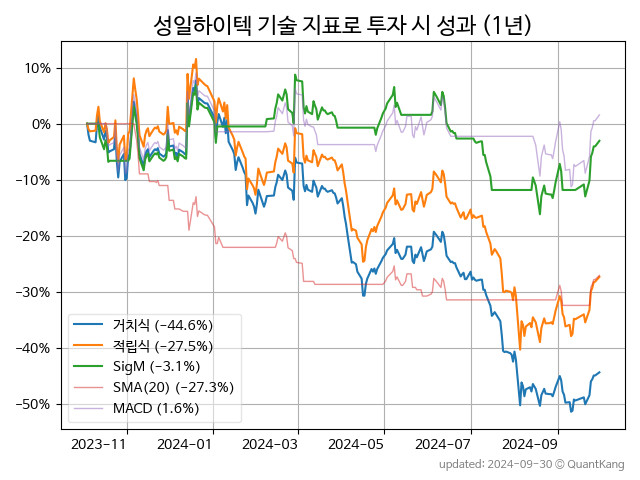 성일하이텍 기술 지표로 투자 시 성과 (1년)
10%
0%
−10%
−20%
−30%
−40%
−50%
거치식 (−44.6%)
적립식 (−27.5%)
SigM (−3.1%)
SMA(20) (−27.3%)
MACD (1.6%)
2023-11
2024-01
2024-03
2024-05
2024-07
2024-09
updated: 2024-09-30 © QuantKang